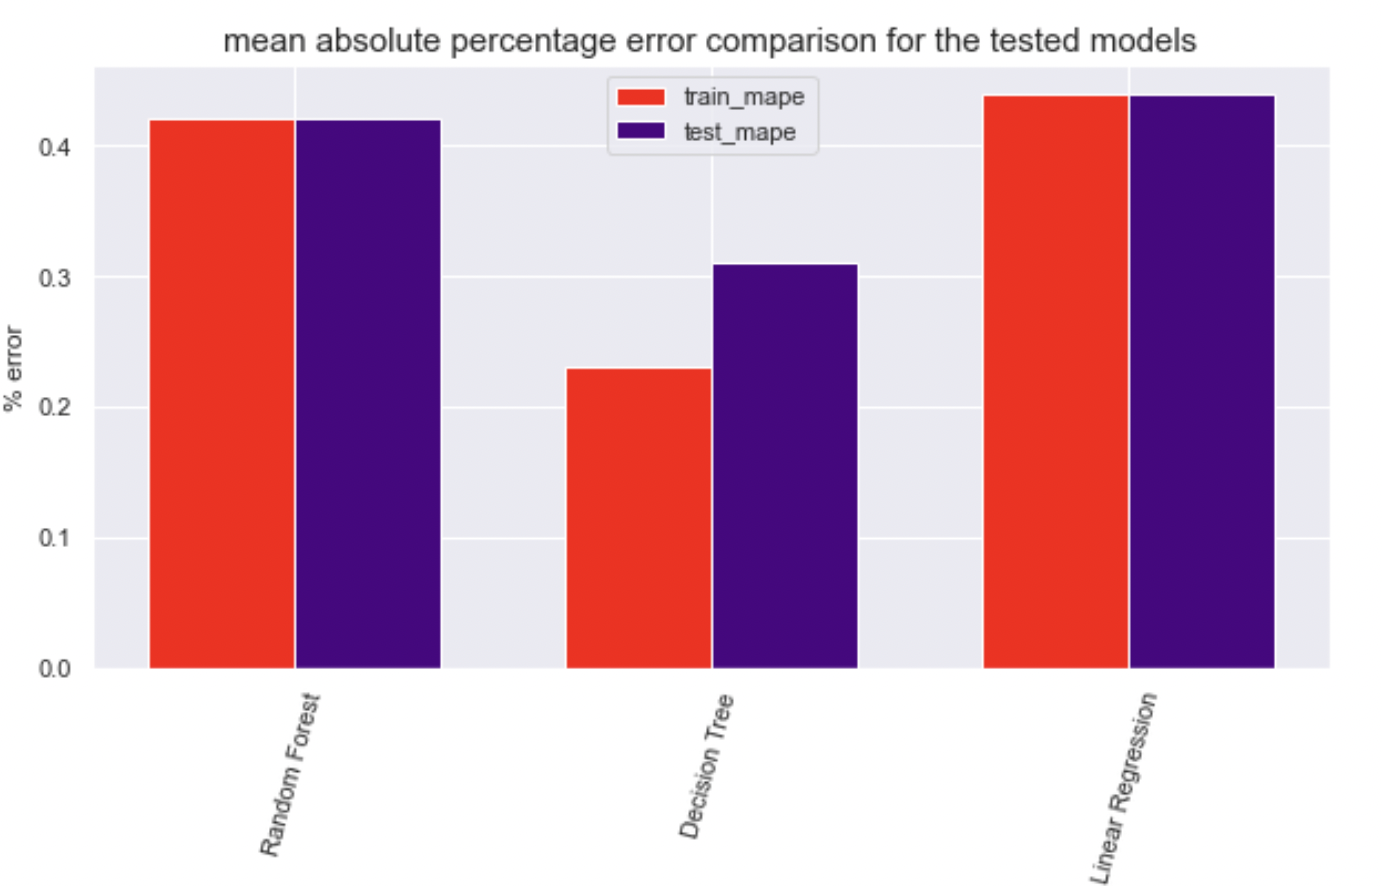 mean absolute percentage error comparison for the tested models
train_mape
test_mape
% error
0.4
0.3
0.2
0.1
0.0
Random Forest
Decision Tree
Linear Regression